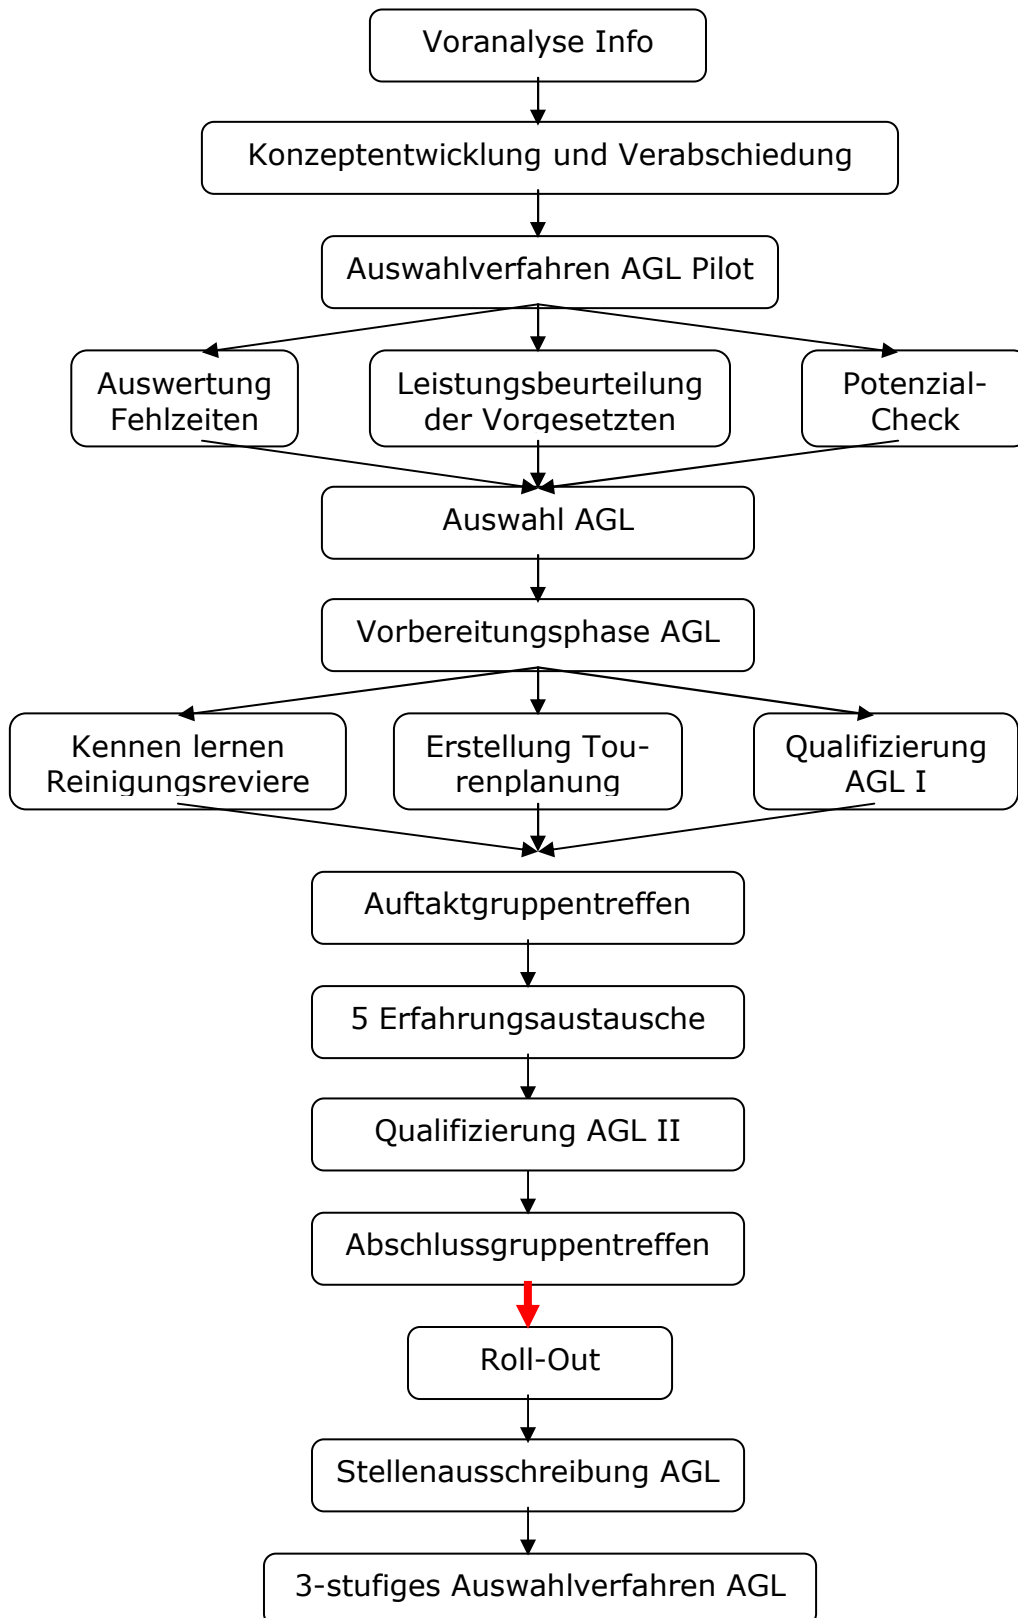 Voranalyse Info
Konzeptentwicklung und Verabschiedung
Auswahlverfahren AGL Pilot
Auswertung
Fehlzeiten
Leistungsbeurteilung
der Vorgesetzten
Potenzial-
Check
Auswahl AGL
Vorbereitungsphase AGL
Kennen lernen
Reinigungsreviere
Erstellung Tou-
renplanung
Qualifizierung
AGL I
Auftaktgruppentreffen
5 Erfahrungsaustausche
Qualifizierung AGL II
Abschlussgruppentreffen
Roll-Out
Stellenausschreibung AGL
3-stufiges Auswahlverfahren AGL